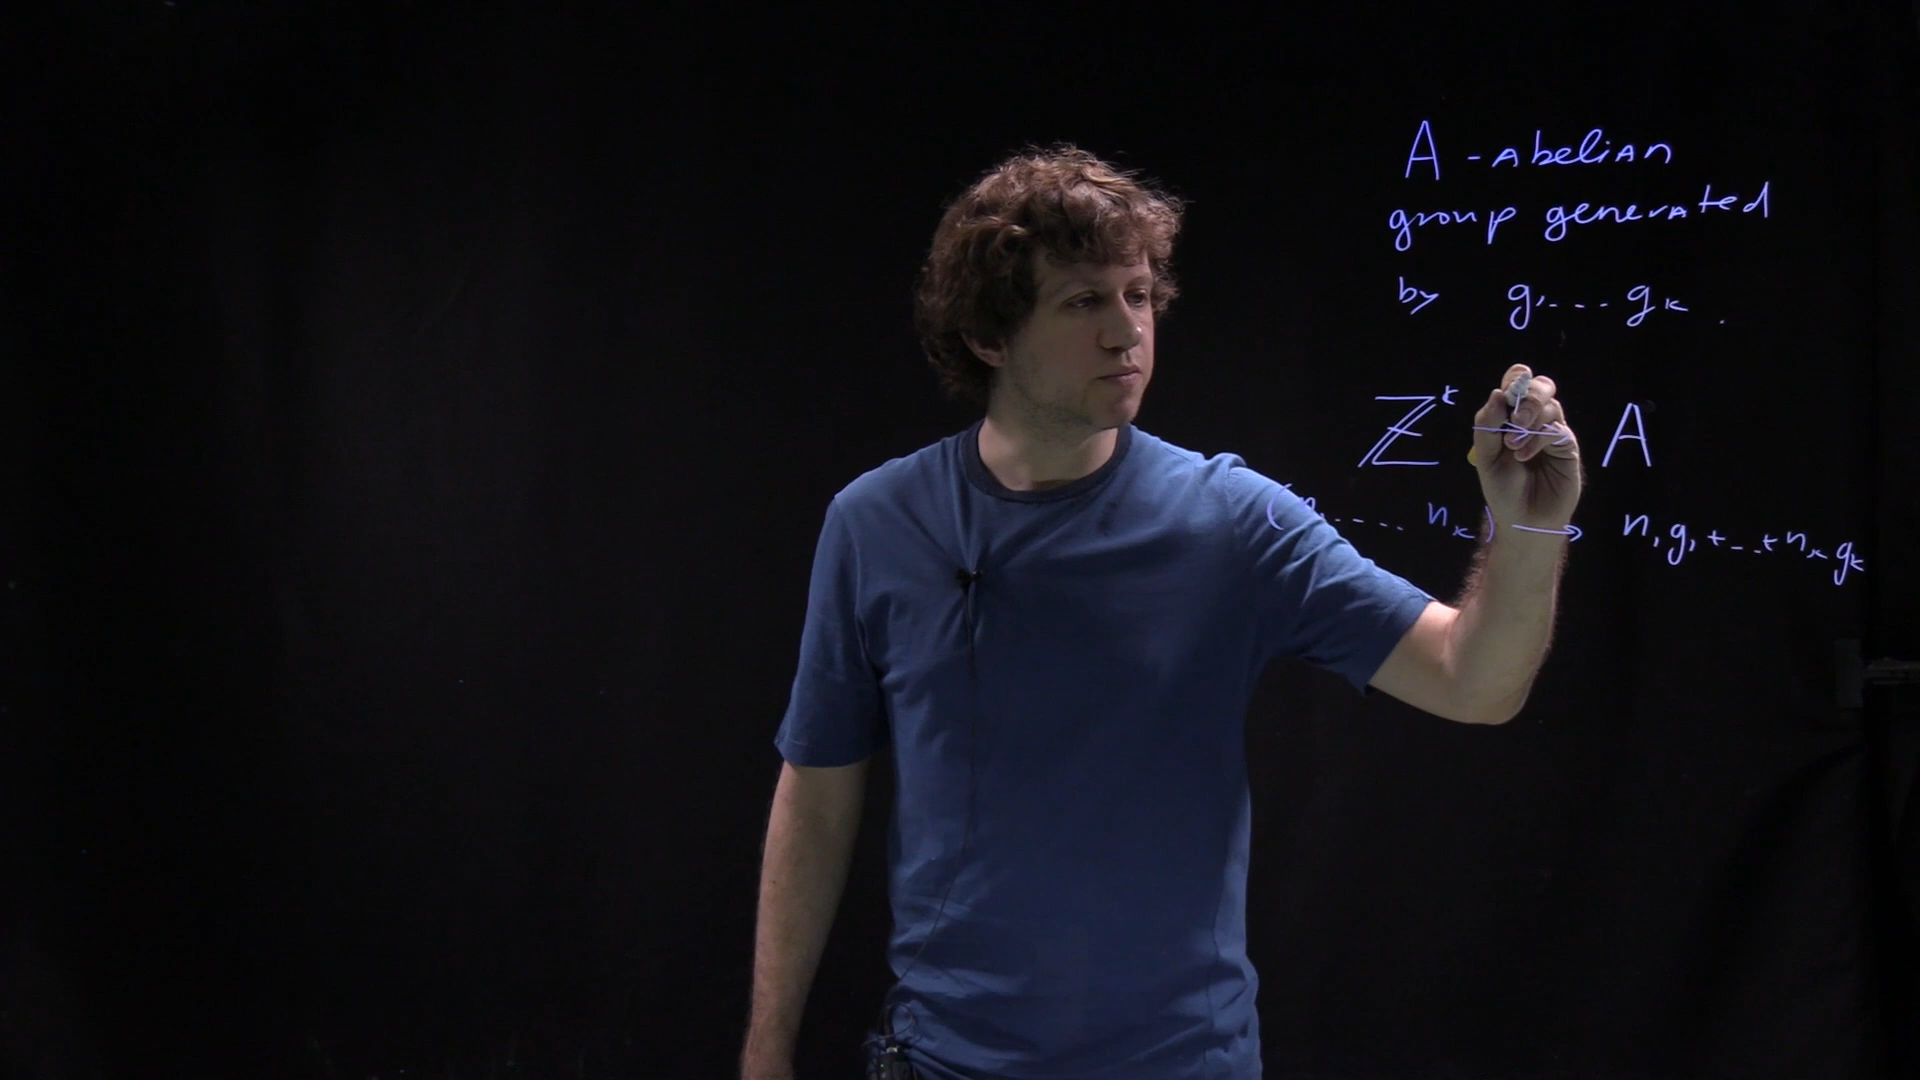 A - abelian
group generated
by g₁ ... gₖ .
ℤᵏ ↠ A
(n₁ .... nₖ) → n₁g₁ + ... + nₖgₖ